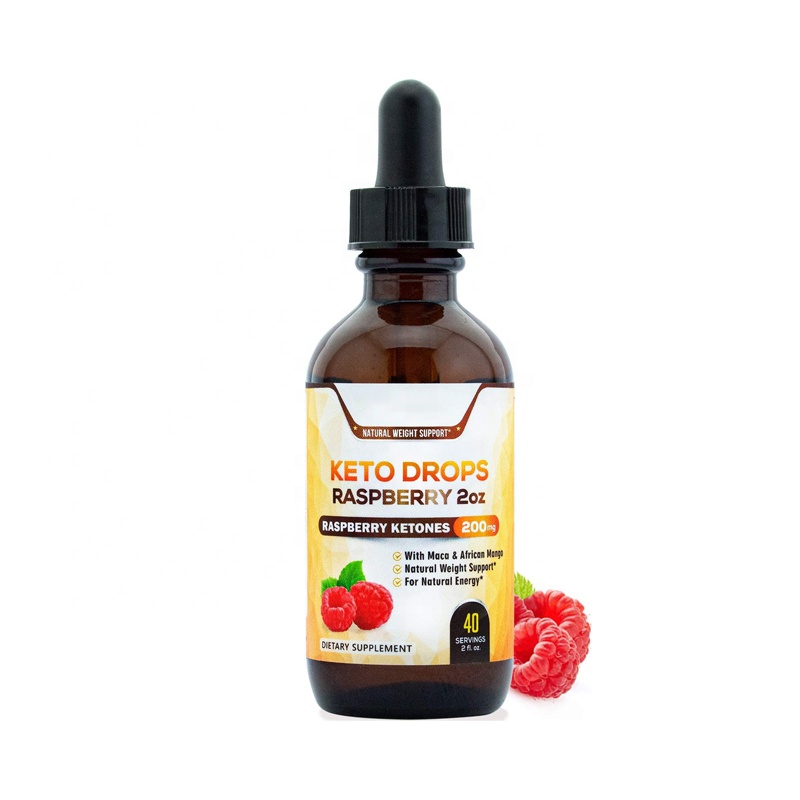 NATURAL WEIGHT SUPPORT*
KETO DROPS
RASPBERRY 2oz
RASPBERRY KETONES 200mg
With Maca & African Mango
Natural Weight Support*
For Natural Energy*
40
SERVINGS
2 fl. oz.
DIETARY SUPPLEMENT